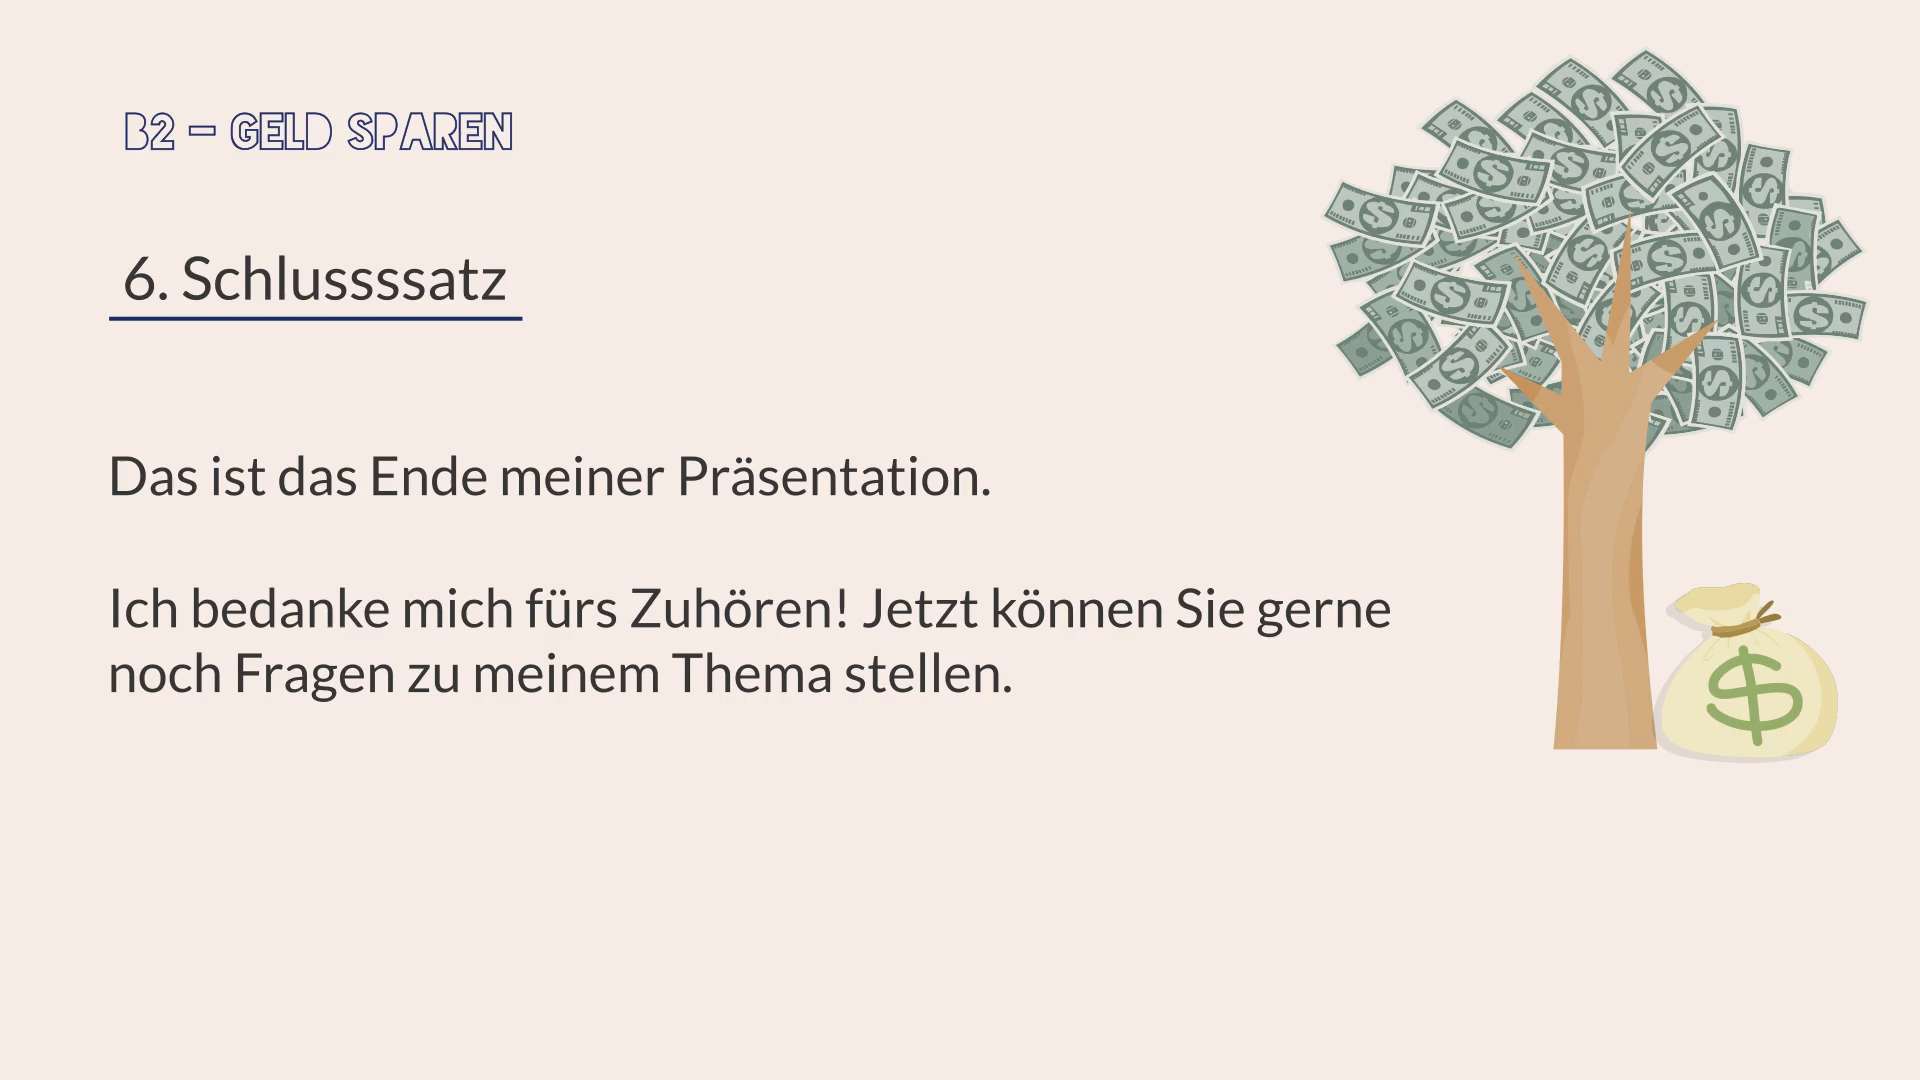 B2 – GELD SPAREN
6. Schlussssatz
Das ist das Ende meiner Präsentation.
Ich bedanke mich fürs Zuhören! Jetzt können Sie gerne
noch Fragen zu meinem Thema stellen.